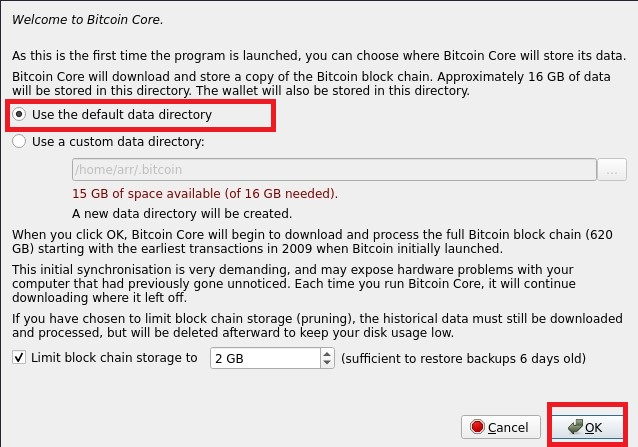 Welcome to Bitcoin Core.
As this is the first time the program is launched, you can choose where Bitcoin Core will store its data.
Bitcoin Core will download and store a copy of the Bitcoin block chain. Approximately 16 GB of data
will be stored in this directory. The wallet will also be stored in this directory.
Use the default data directory
Use a custom data directory:
/home/arr/.bitcoin ...
15 GB of space available (of 16 GB needed).
A new data directory will be created.
When you click OK, Bitcoin Core will begin to download and process the full Bitcoin block chain (620
GB) starting with the earliest transactions in 2009 when Bitcoin initially launched.
This initial synchronisation is very demanding, and may expose hardware problems with your
computer that had previously gone unnoticed. Each time you run Bitcoin Core, it will continue
downloading where it left off.
If you have chosen to limit block chain storage (pruning), the historical data must still be downloaded
and processed, but will be deleted afterward to keep your disk usage low.
Limit block chain storage to 2 GB (sufficient to restore backups 6 days old)
Cancel OK